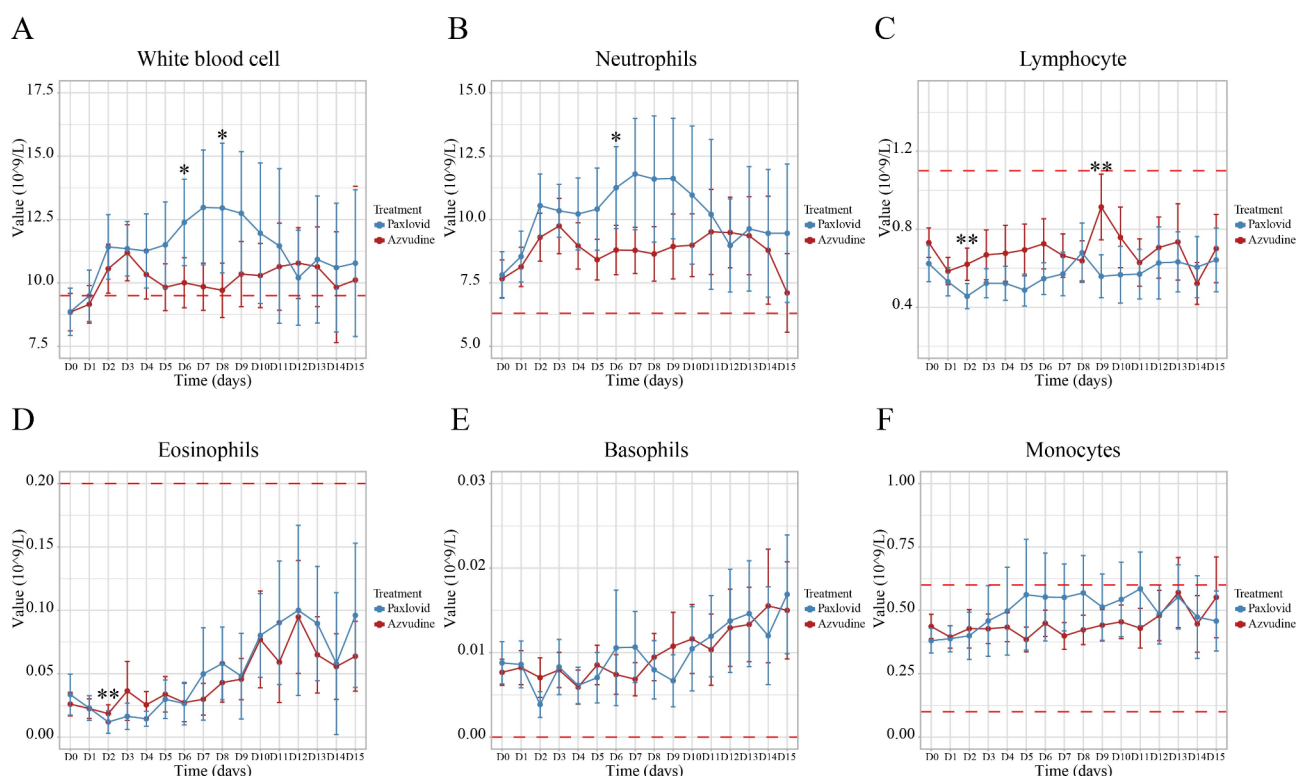 A
White blood cell
17.5
15.0
12.5
10.0
7.5
Value (10^9/L)
*
*
D0 D1 D2 D3 D4 D5 D6 D7 D8 D9 D10 D11 D12 D13 D14 D15
Time (days)
Treatment
Paxlovid
Azvudine
B
Neutrophils
15.0
12.5
10.0
7.5
5.0
Value (10^9/L)
*
D0 D1 D2 D3 D4 D5 D6 D7 D8 D9 D10 D11 D12 D13 D14 D15
Time (days)
Treatment
Paxlovid
Azvudine
C
Lymphocyte
1.2
0.8
0.4
Value (10^9/L)
**
**
D0 D1 D2 D3 D4 D5 D6 D7 D8 D9 D10 D11 D12 D13 D14 D15
Time (days)
Treatment
Paxlovid
Azvudine
D
Eosinophils
0.20
0.15
0.10
0.05
0.00
Value (10^9/L)
**
D0 D1 D2 D3 D4 D5 D6 D7 D8 D9 D10 D11 D12 D13 D14 D15
Time (days)
Treatment
Paxlovid
Azvudine
E
Basophils
0.03
0.02
0.01
0.00
Value (10^9/L)
D0 D1 D2 D3 D4 D5 D6 D7 D8 D9 D10 D11 D12 D13 D14 D15
Time (days)
Treatment
Paxlovid
Azvudine
F
Monocytes
1.00
0.75
0.50
0.25
0.00
Value (10^9/L)
D0 D1 D2 D3 D4 D5 D6 D7 D8 D9 D10 D11 D12 D13 D14 D15
Time (days)
Treatment
Paxlovid
Azvudine